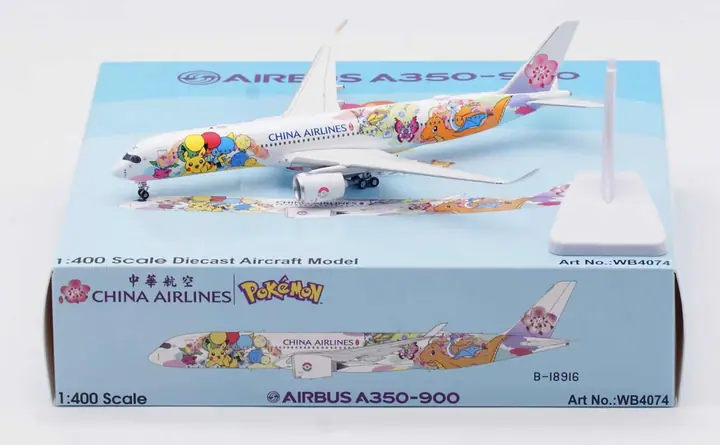 AIRBUS A350-900
CHINA AIRLINES
1:400 Scale Diecast Aircraft Model
Art No.:WB4074
中華航空
CHINA AIRLINES
POKéMON
CHINA AIRLINES
B-18916
1:400 Scale
AIRBUS A350-900
Art No.:WB4074